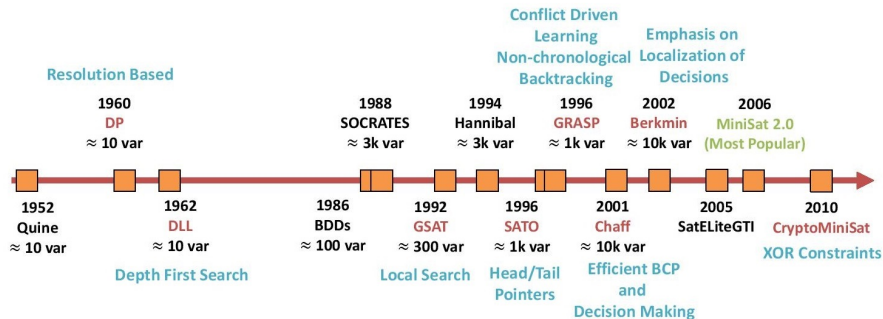 Conflict Driven
Learning
Non-chronological
Backtracking
Emphasis on
Localization of
Decisions
Resolution Based
1960
DP
≈ 10 var
1988
SOCRATES
≈ 3k var
1994
Hannibal
≈ 3k var
1996
GRASP
≈ 1k var
2002
Berkmin
≈ 10k var
2006
MiniSat 2.0
(Most Popular)
1952
Quine
≈ 10 var
1962
DLL
≈ 10 var
Depth First Search
1986
BDDs
≈ 100 var
1992
GSAT
≈ 300 var
Local Search
1996
SATO
≈ 1k var
Head/Tail
Pointers
2001
Chaff
≈ 10k var
Efficient BCP
and
Decision Making
2005
SatELiteGTI
2010
CryptoMiniSat
XOR Constraints